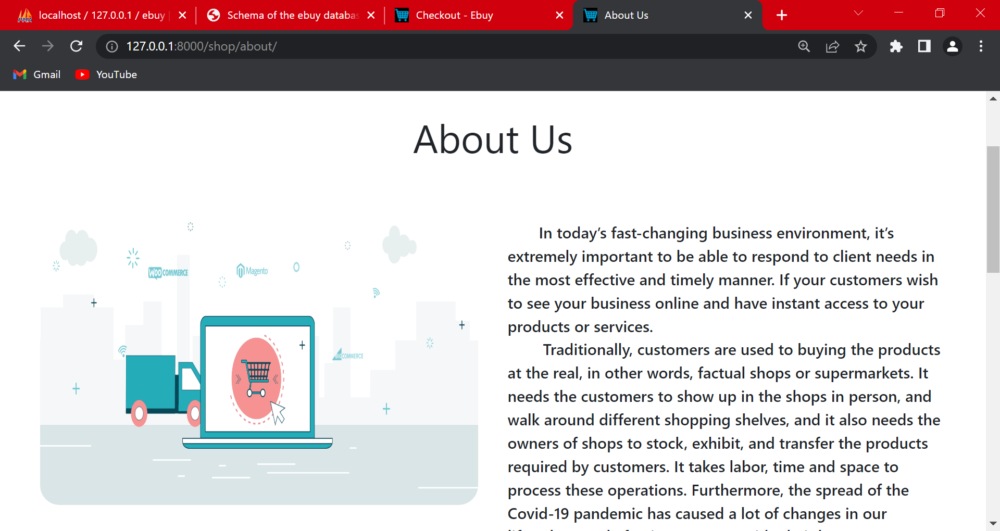 localhost / 127.0.0.1 / ebuy
Schema of the ebuy databas
Checkout - Ebuy
About Us
127.0.0.1:8000/shop/about/
Gmail
YouTube
About Us
WOO COMMERCE
Magento
BIGCOMMERCE
In today’s fast-changing business environment, it’s
extremely important to be able to respond to client needs in
the most effective and timely manner. If your customers wish
to see your business online and have instant access to your
products or services.
Traditionally, customers are used to buying the products
at the real, in other words, factual shops or supermarkets. It
needs the customers to show up in the shops in person, and
walk around different shopping shelves, and it also needs the
owners of shops to stock, exhibit, and transfer the products
required by customers. It takes labor, time and space to
process these operations. Furthermore, the spread of the
Covid-19 pandemic has caused a lot of changes in our